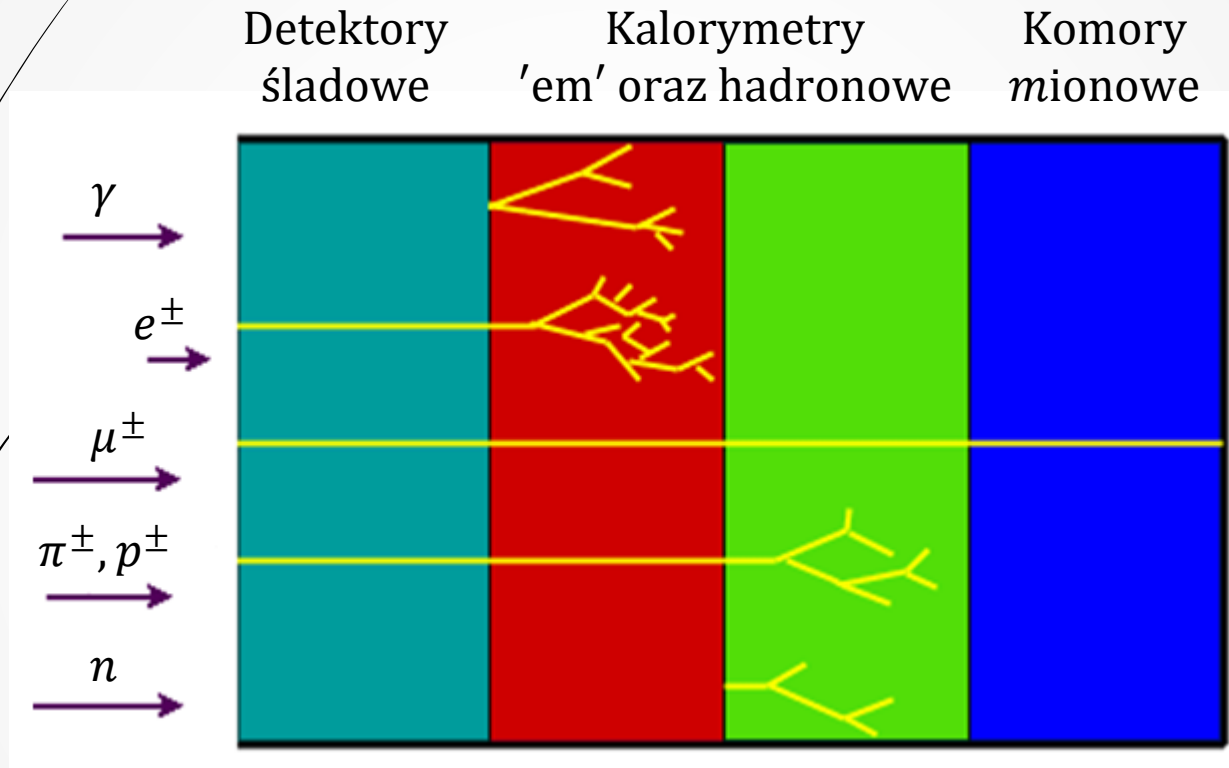 Detektory
śladowe
Kalorymetry
′em′ oraz hadronowe
Komory
mionowe
γ
e±
μ±
π±, p±
n